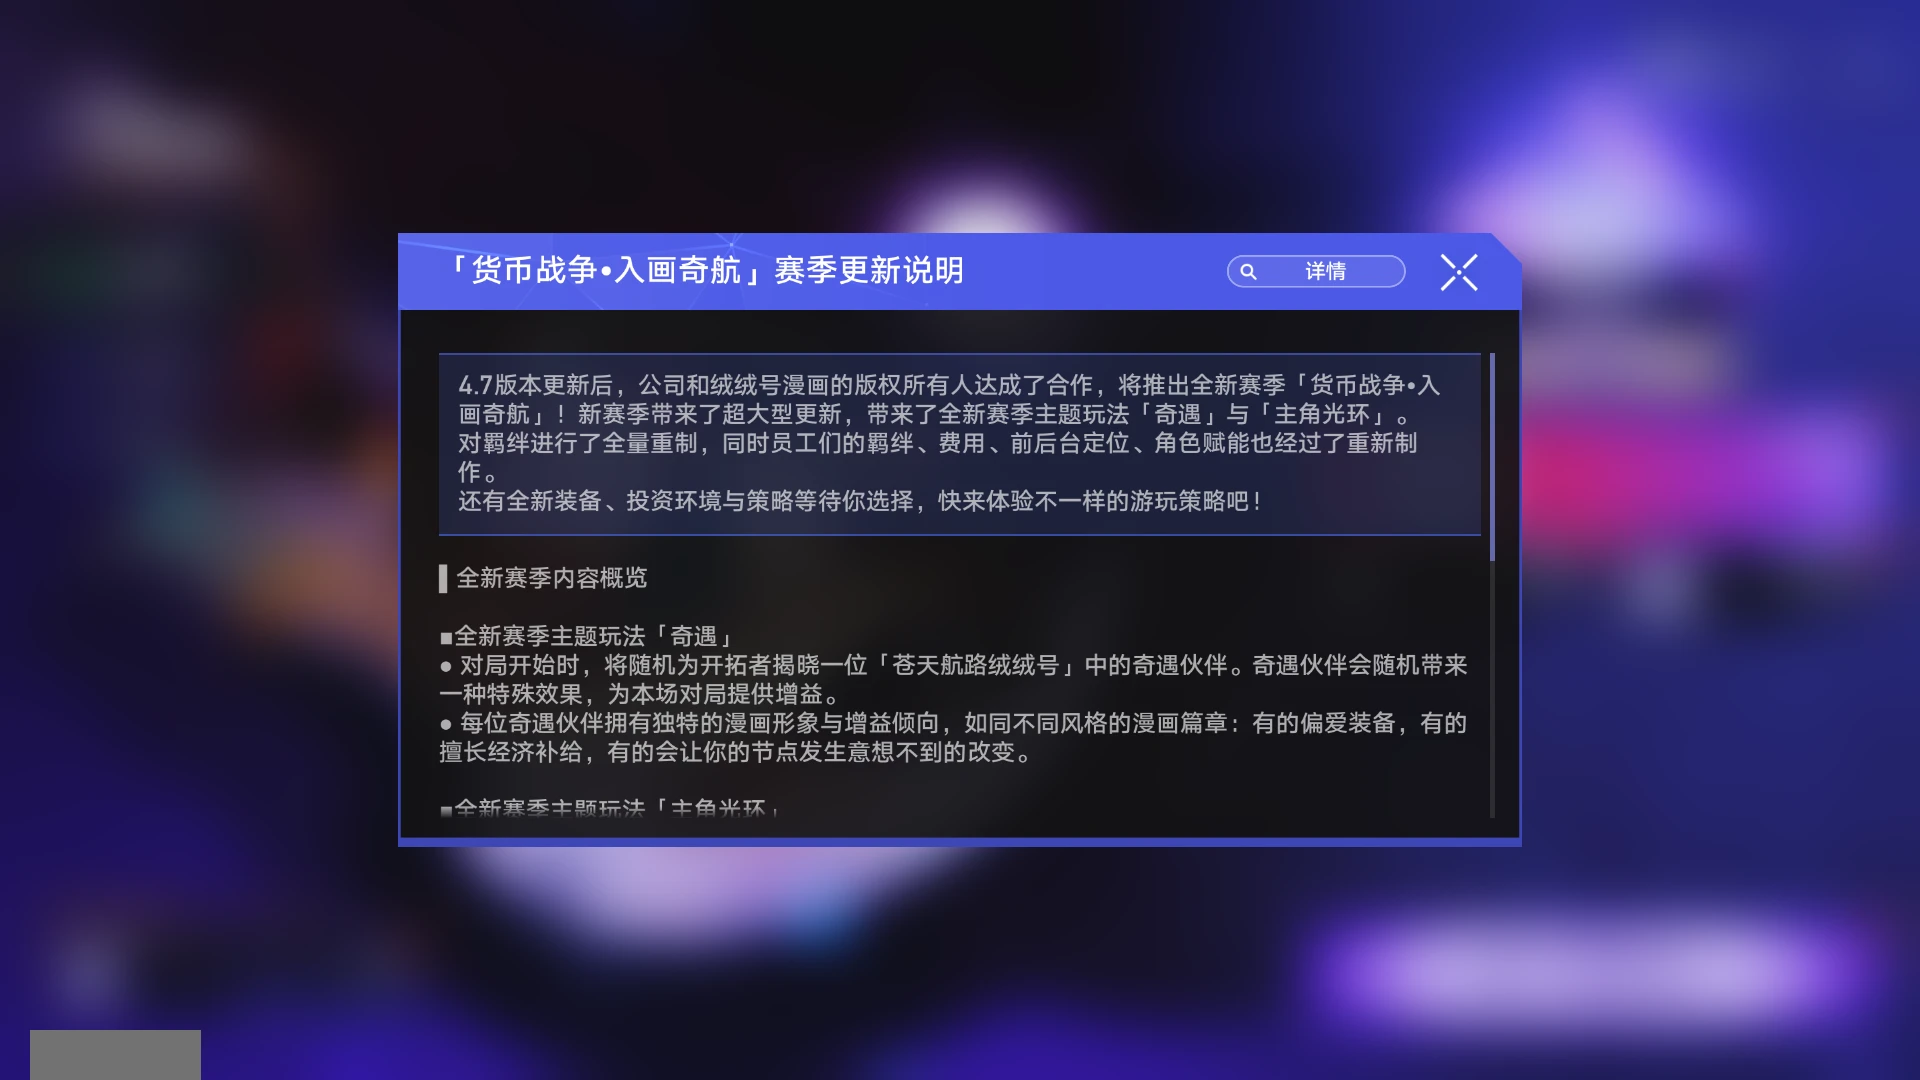 「货币战争•入画奇航」赛季更新说明
详情
4.7版本更新后，公司和绒绒号漫画的版权所有人达成了合作，将推出全新赛季「货币战争•入
画奇航」！新赛季带来了超大型更新，带来了全新赛季主题玩法「奇遇」与「主角光环」。
对羁绊进行了全量重制，同时员工们的羁绊、费用、前后台定位、角色赋能也经过了重新制
作。
还有全新装备、投资环境与策略等待你选择，快来体验不一样的游玩策略吧！
全新赛季内容概览
■全新赛季主题玩法「奇遇」
● 对局开始时，将随机为开拓者揭晓一位「苍天航路绒绒号」中的奇遇伙伴。奇遇伙伴会随机带来
一种特殊效果，为本场对局提供增益。
● 每位奇遇伙伴拥有独特的漫画形象与增益倾向，如同不同风格的漫画篇章：有的偏爱装备，有的
擅长经济补给，有的会让你的节点发生意想不到的改变。
■全新赛季主题玩法「主角光环」